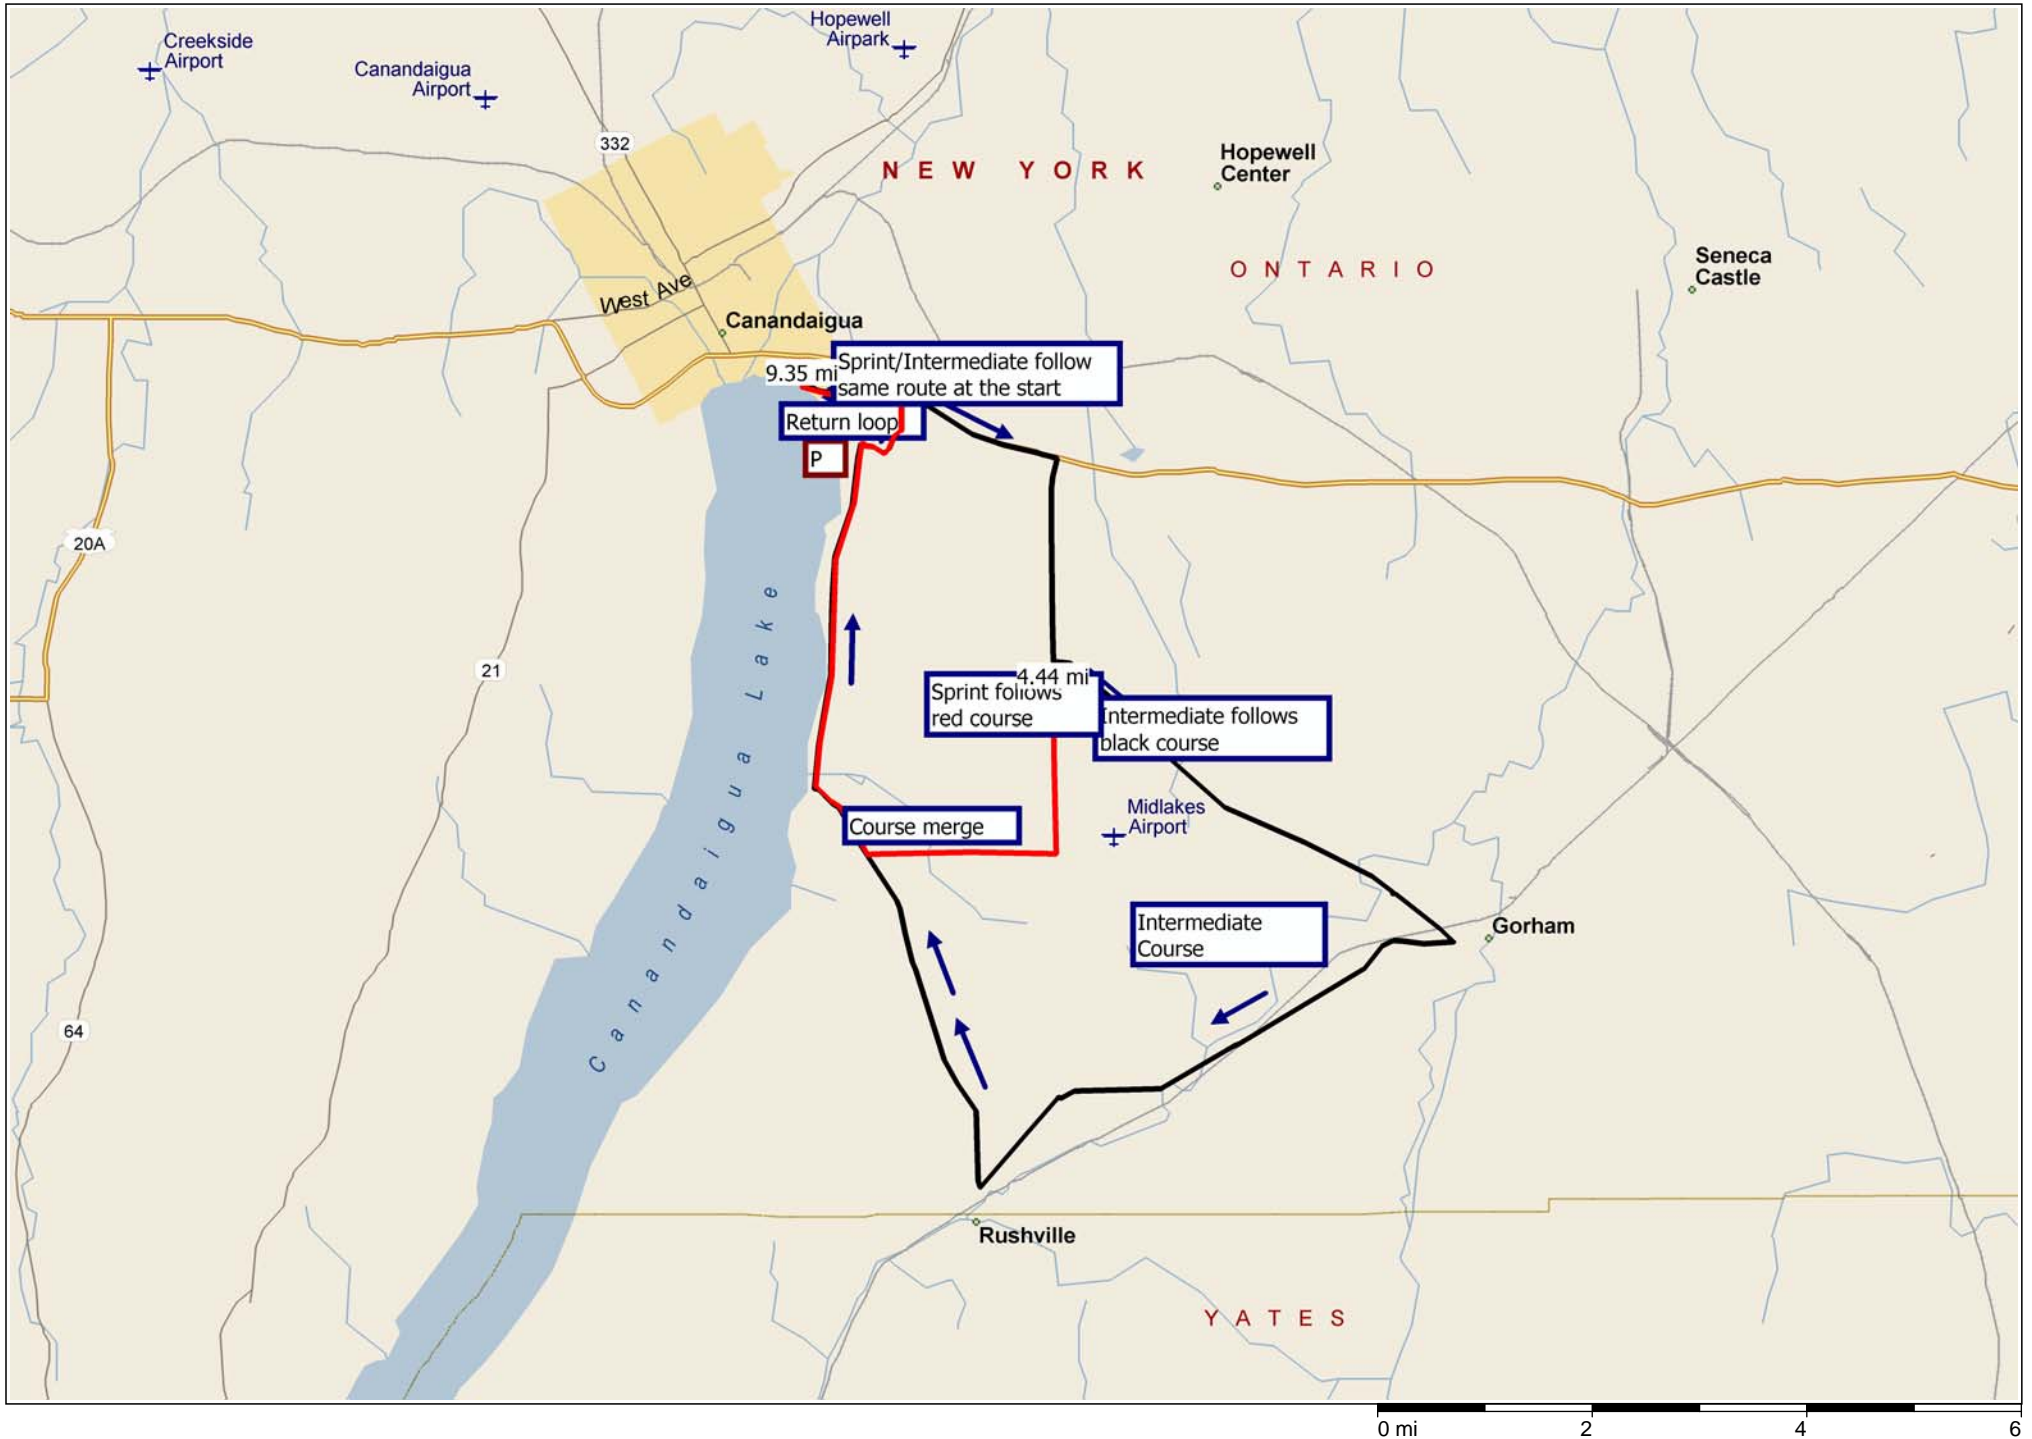 Hopewell
Airpark
Creekside
Airport
Canandaigua
Airport
332
NEW YORK
Hopewell
Center
ONTARIO
Seneca
Castle
West Ave
Canandaigua
9.35 mi
Sprint/Intermediate follow
same route at the start
Return loop
P
20A
21
Canandaigua Lake
4.44 mi
Sprint follows
red course
Intermediate follows
black course
Midlakes
Airport
Course merge
Intermediate
Course
Gorham
64
Rushville
YATES
0 mi
2
4
6